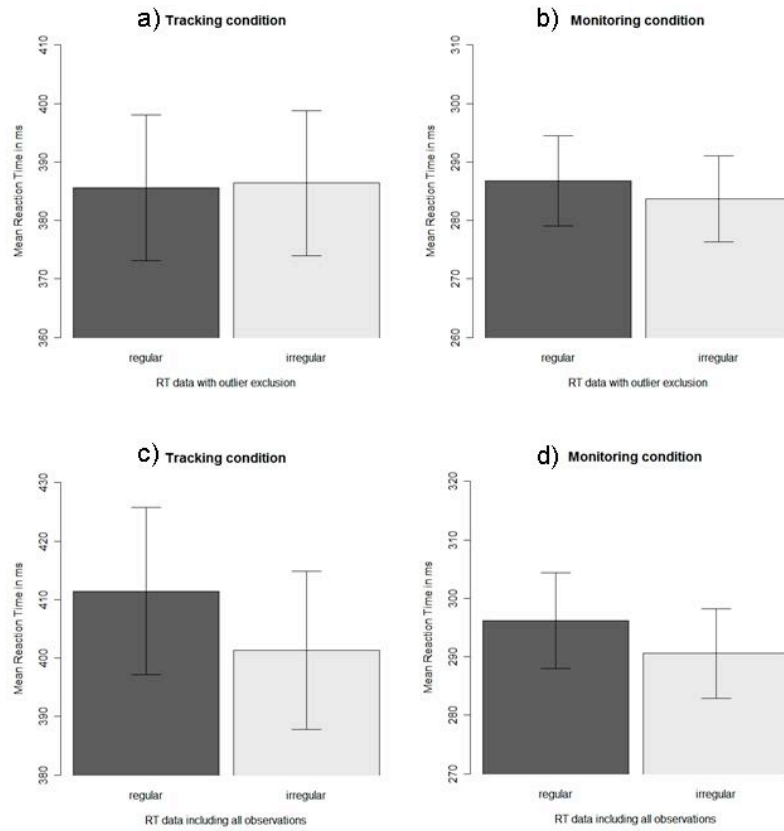 a) Tracking condition
410
400
390
380
370
360
Mean Reaction Time in ms
regular
irregular
RT data with outlier exclusion
b) Monitoring condition
310
300
290
280
270
260
Mean Reaction Time in ms
regular
irregular
RT data with outlier exclusion
c) Tracking condition
430
420
410
400
390
380
Mean Reaction Time in ms
regular
irregular
RT data including all observations
d) Monitoring condition
320
310
300
290
280
270
Mean Reaction Time in ms
regular
irregular
RT data including all observations